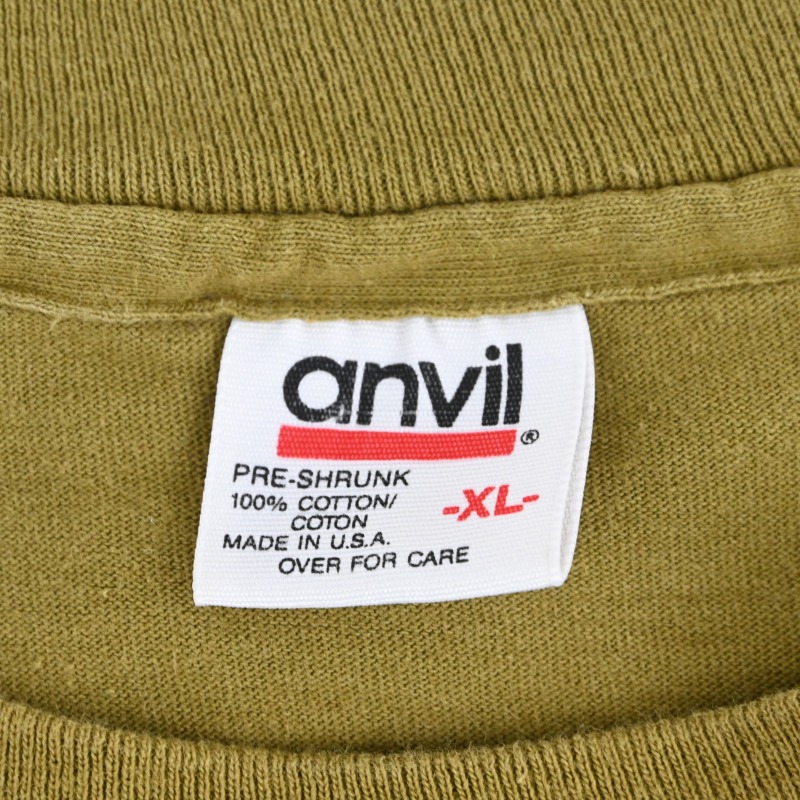 anvil®
PRE-SHRUNK
100% COTTON/
COTON
-XL-
MADE IN U.S.A.
OVER FOR CARE